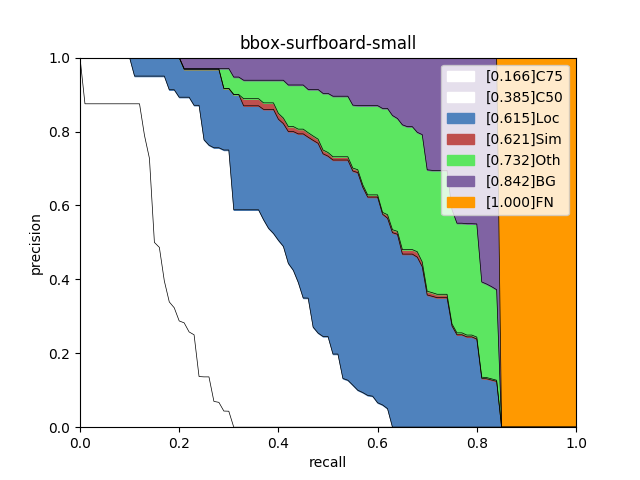 bbox-surfboard-small
1.0
0.8
0.6
0.4
0.2
0.0
precision
[0.166]C75
[0.385]C50
[0.615]Loc
[0.621]Sim
[0.732]Oth
[0.842]BG
[1.000]FN
0.0 0.2 0.4 0.6 0.8 1.0
recall